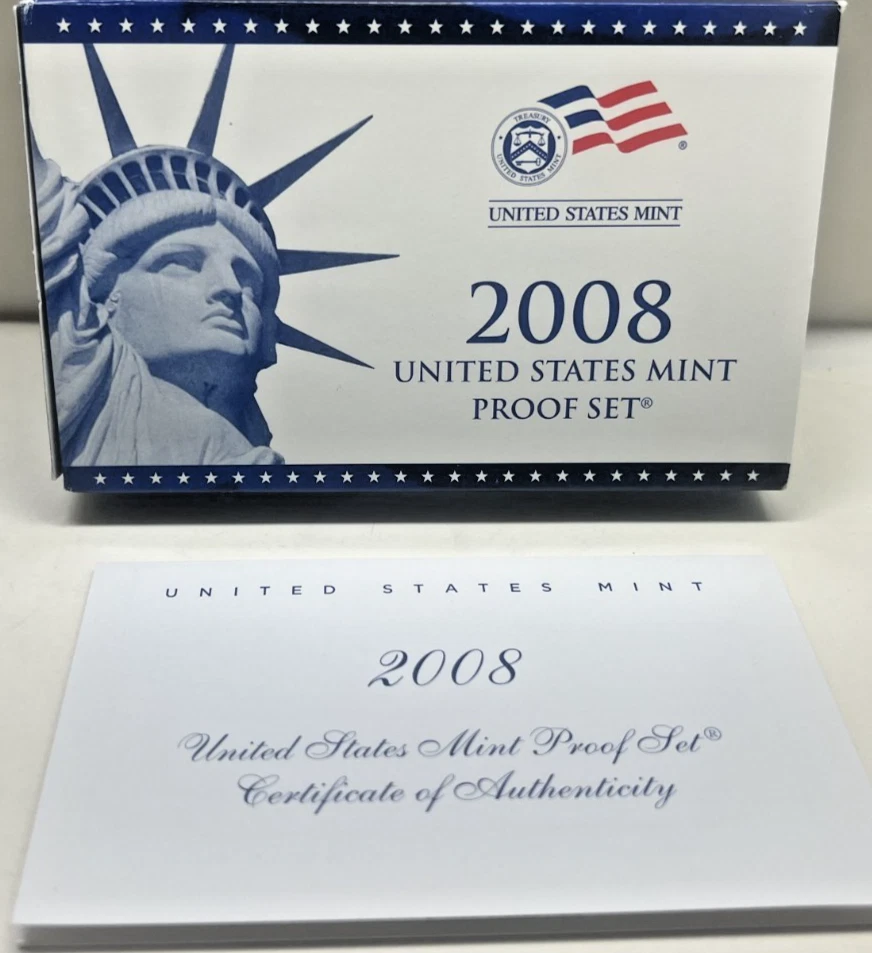 TREASURY
UNITED STATES MINT
®
UNITED STATES MINT
2008
UNITED STATES MINT
PROOF SET®
UNITED STATES MINT
2008
United States Mint Proof Set®
Certificate of Authenticity